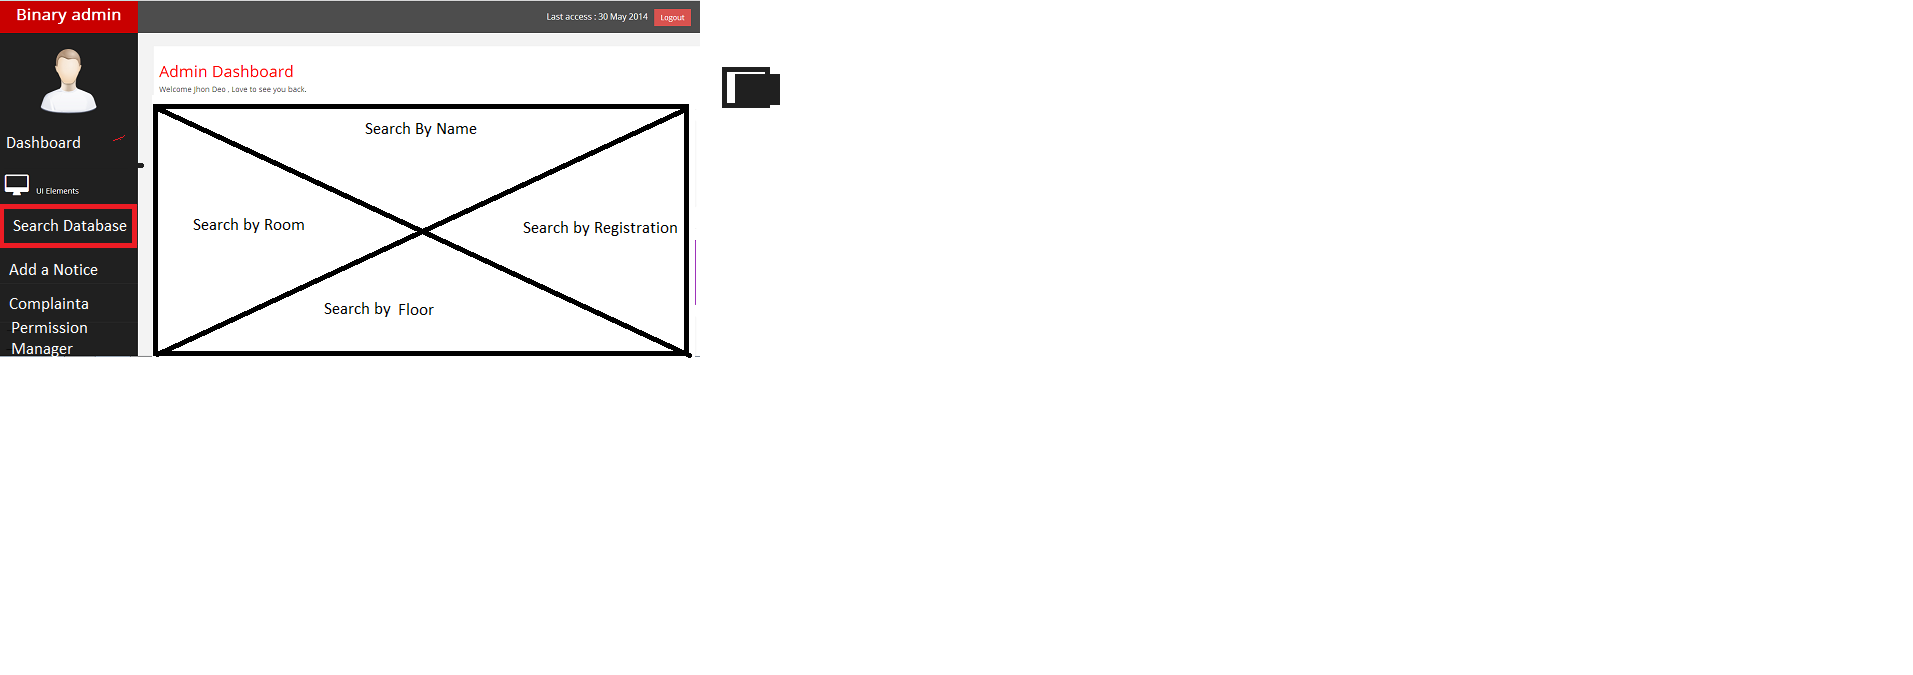 Binary admin
Last access : 30 May 2014 Logout
Admin Dashboard
Welcome Jhon Deo , Love to see you back.
Dashboard
UI Elements
Search Database
Add a Notice
Complainta
Permission
Manager
Search By Name
Search by Room
Search by Registration
Search by Floor